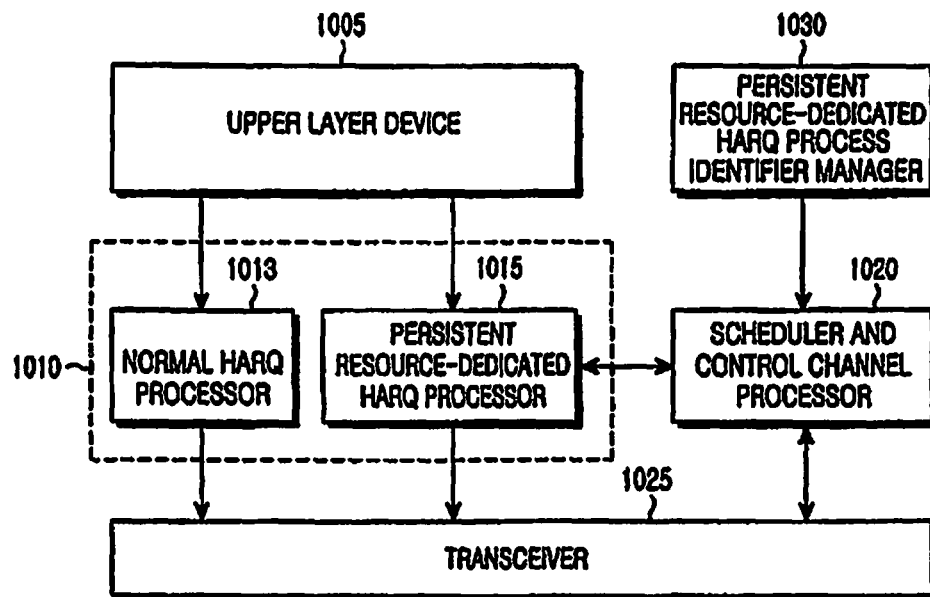 1005
1030
UPPER LAYER DEVICE
PERSISTENT
RESOURCE-DEDICATED
HARQ PROCESS
IDENTIFIER MANAGER
1013
1015
1020
1010
NORMAL HARQ
PROCESSOR
PERSISTENT
RESOURCE-DEDICATED
HARQ PROCESSOR
SCHEDULER AND
CONTROL CHANNEL
PROCESSOR
1025
TRANSCEIVER